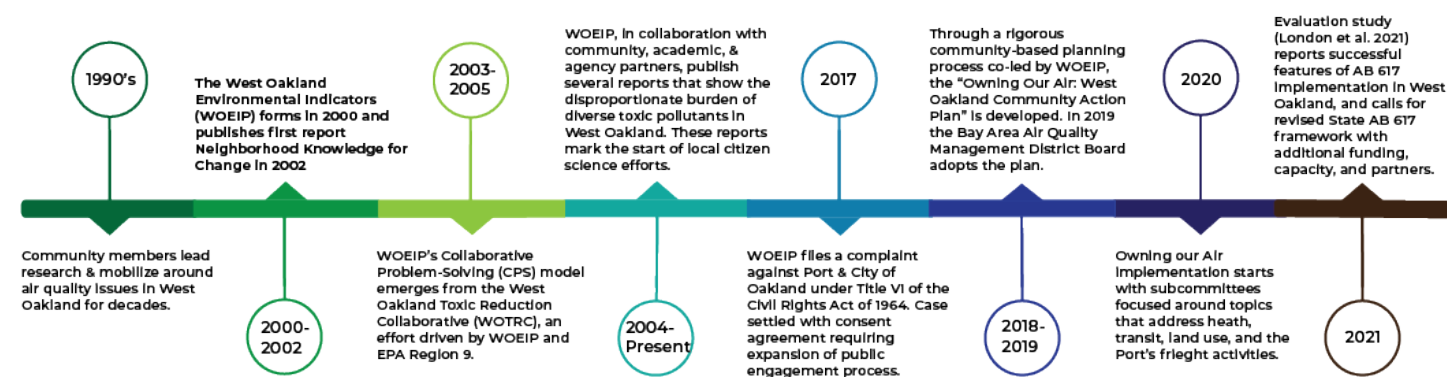 1990's
Community members lead
research & mobilize around
air quality issues in West
Oakland for decades.
The West Oakland
Environmental Indicators
(WOEIP) forms in 2000 and
publishes first report
Neighborhood Knowledge for
Change in 2002
2000-
2002
2003-
2005
WOEIP's Collaborative
Problem-Solving (CPS) model
emerges from the West
Oakland Toxic Reduction
Collaborative (WOTRC), an
effort driven by WOEIP and
EPA Region 9.
WOEIP, in collaboration with
community, academic, &
agency partners, publish
several reports that show the
disproportionate burden of
diverse toxic pollutants in
West Oakland. These reports
mark the start of local citizen
science efforts.
2004-
Present
2017
WOEIP files a complaint
against Port & City of
Oakland under Title VI of the
Civil Rights Act of 1964. Case
settled with consent
agreement requiring
expansion of public
engagement process.
Through a rigorous
community-based planning
process co-led by WOEIP,
the “Owning Our Air: West
Oakland Community Action
Plan” is developed. In 2019
the Bay Area Air Quality
Management District Board
adopts the plan.
2018-
2019
2020
Owning our Air
implementation starts
with subcommittees
focused around topics
that address heath,
transit, land use, and the
Port's frieght activities.
Evaluation study
(London et al. 2021)
reports successful
features of AB 617
implementation in West
Oakland, and calls for
revised State AB 617
framework with
additional funding,
capacity, and partners.
2021